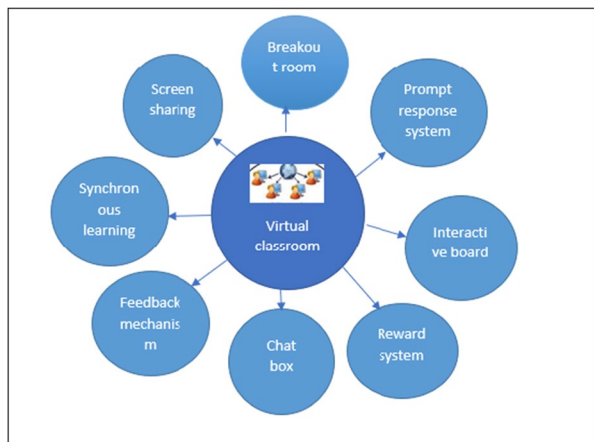 Breakou
t room
Prompt
response
system
Interacti
ve board
Reward
system
Chat
box
Feedback
mechanis
m
Synchron
ous
learning
Screen
sharing
Virtual
classroom